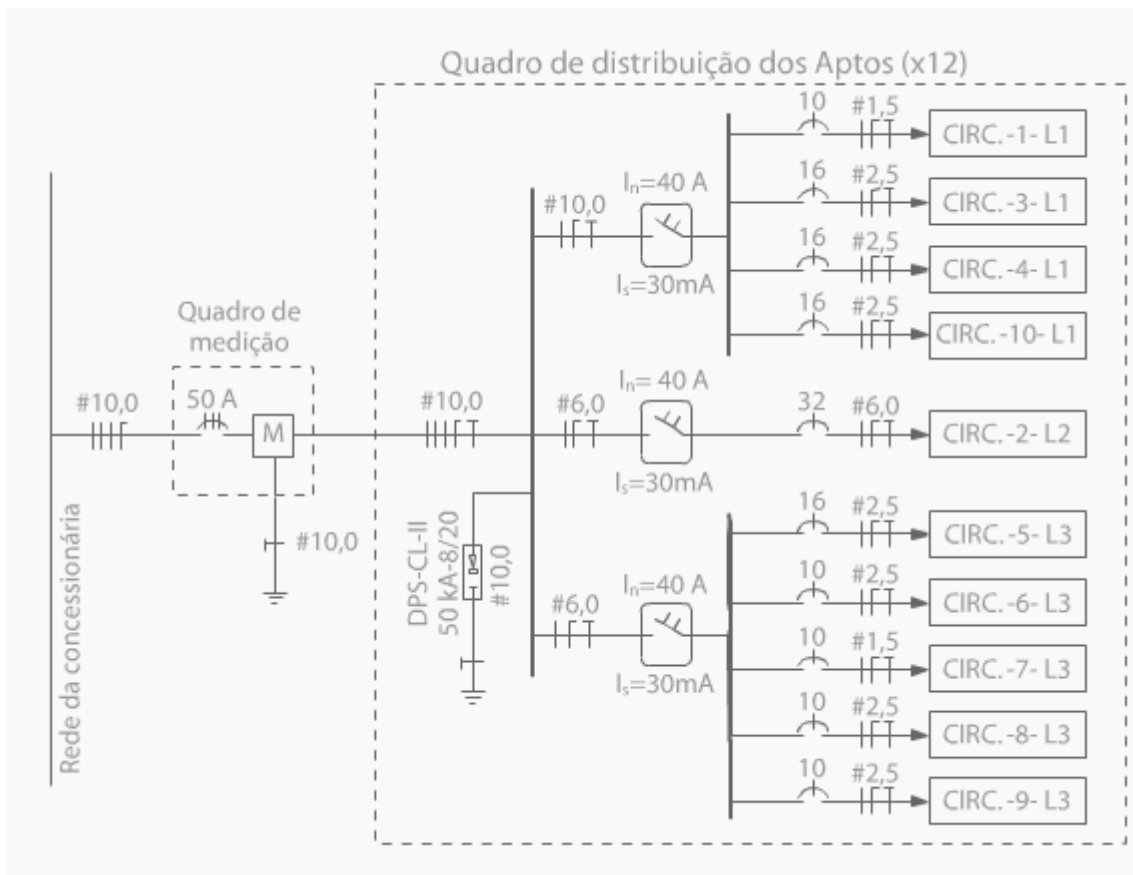 Quadro de distribuição dos Aptos (x12)
10
#1,5
CIRC.-1- L1
16
#2,5
CIRC.-3- L1
16
#2,5
CIRC.-4- L1
16
#2,5
CIRC.-10- L1
#10,0
In=40 A
Is=30mA
Quadro de
medição
#10,0
50 A
M
#10,0
#10,0
#6,0
In= 40 A
Is=30mA
32
#6,0
CIRC.-2- L2
Rede da concessionária
DPS-CL-II
50 kA-8/20
#10,0
#6,0
In=40 A
Is=30mA
16
#2,5
CIRC.-5- L3
10
#2,5
CIRC.-6- L3
10
#1,5
CIRC.-7- L3
10
#2,5
CIRC.-8- L3
10
#2,5
CIRC.-9- L3